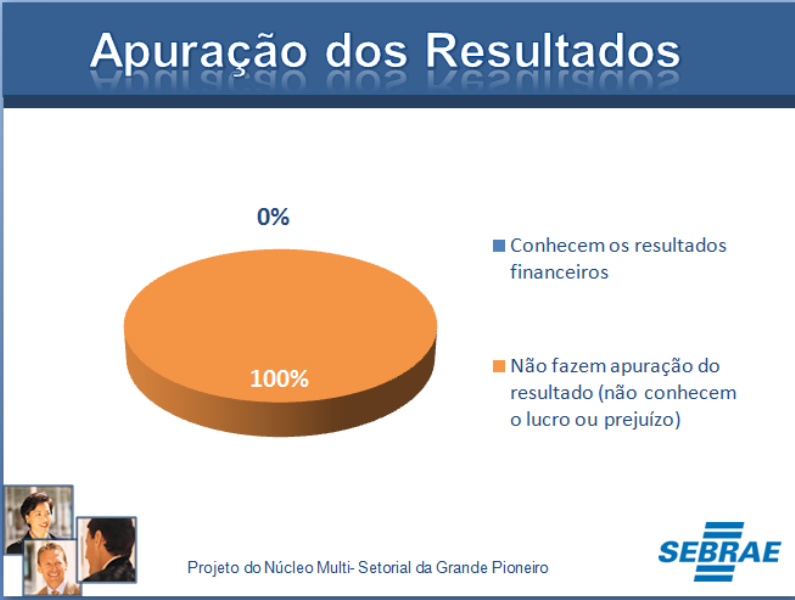 Apuração dos Resultados
0%
100%
Conhecem os resultados
financeiros
Não fazem apuração do
resultado (não conhecem
o lucro ou prejuízo)
Projeto do Núcleo Multi- Setorial da Grande Pioneiro
SEBRAE